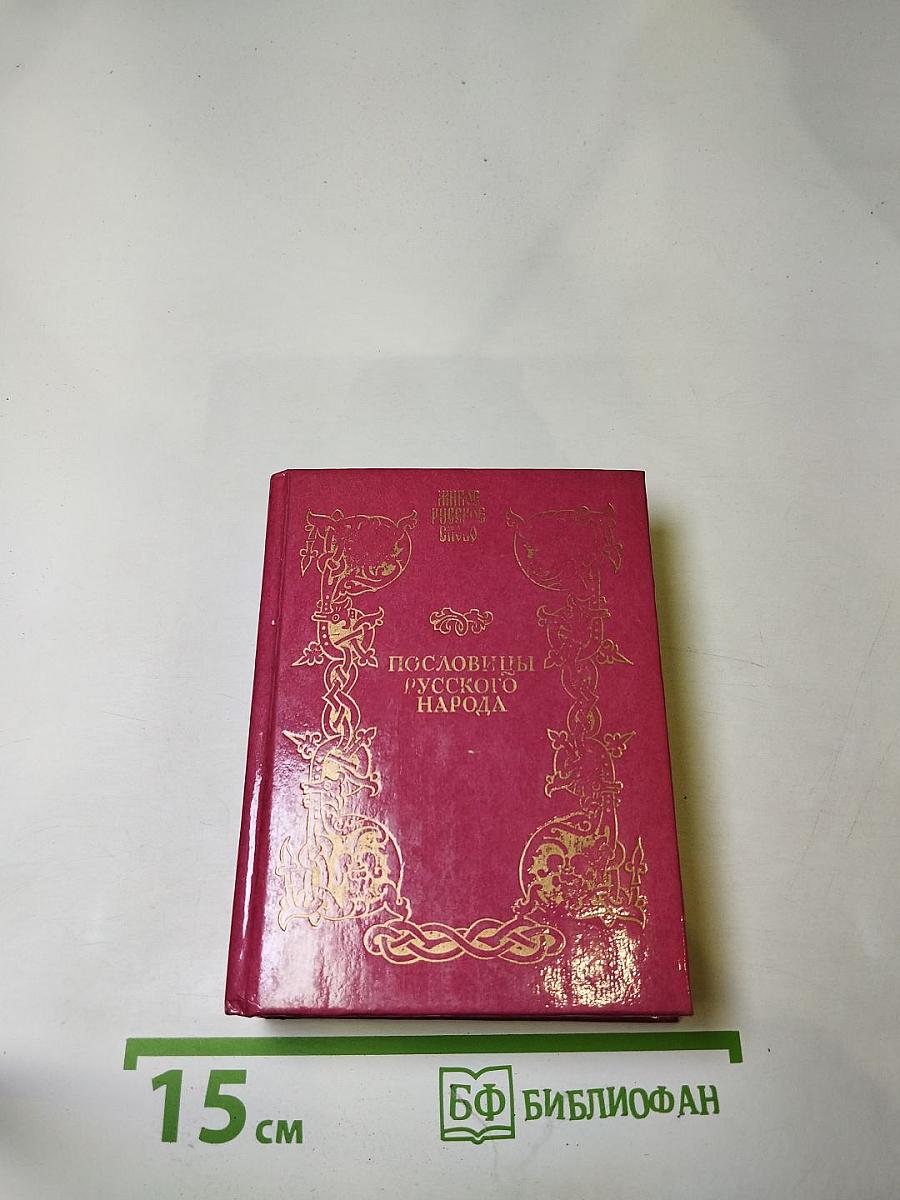 ЖИВОЕ
РУССКОЕ
СЛОВО
ПОСЛОВИЦЫ
РУССКОГО
НАРОДА
15 см
БФ БИБЛИОФАН